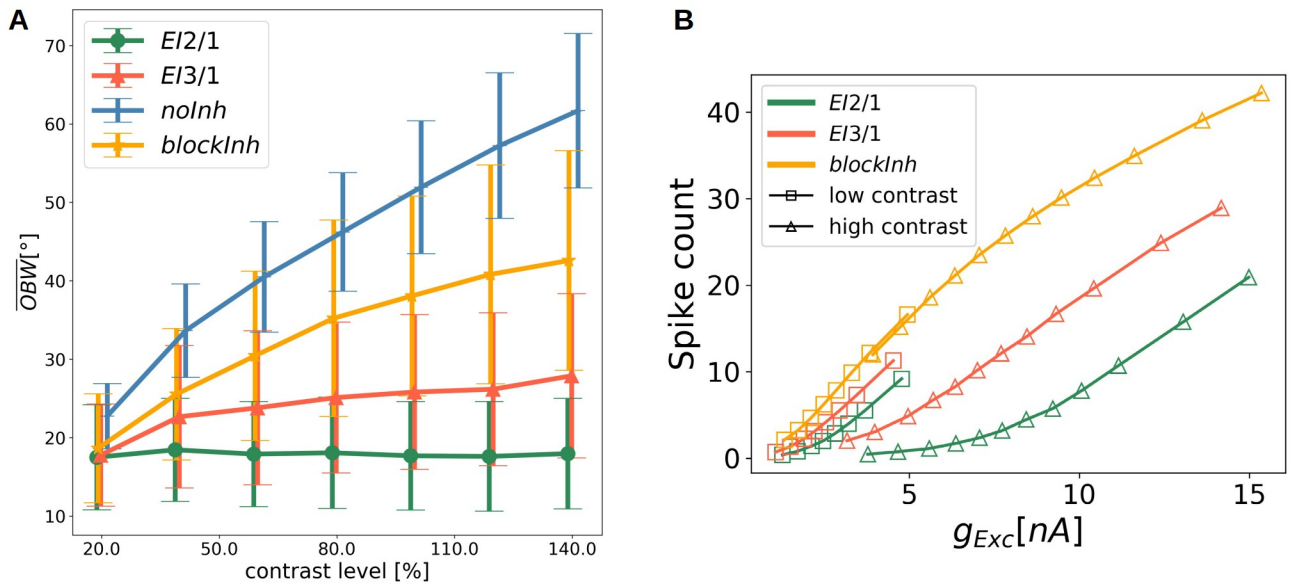 A
EI2/1
EI3/1
noInh
blockInh
70
60
50
40
30
20
10
OBW[°]
20.0 50.0 80.0 110.0 140.0
contrast level [%]
B
EI2/1
EI3/1
blockInh
low contrast
high contrast
40
30
20
10
0
Spike count
5 10 15
gExc[nA]